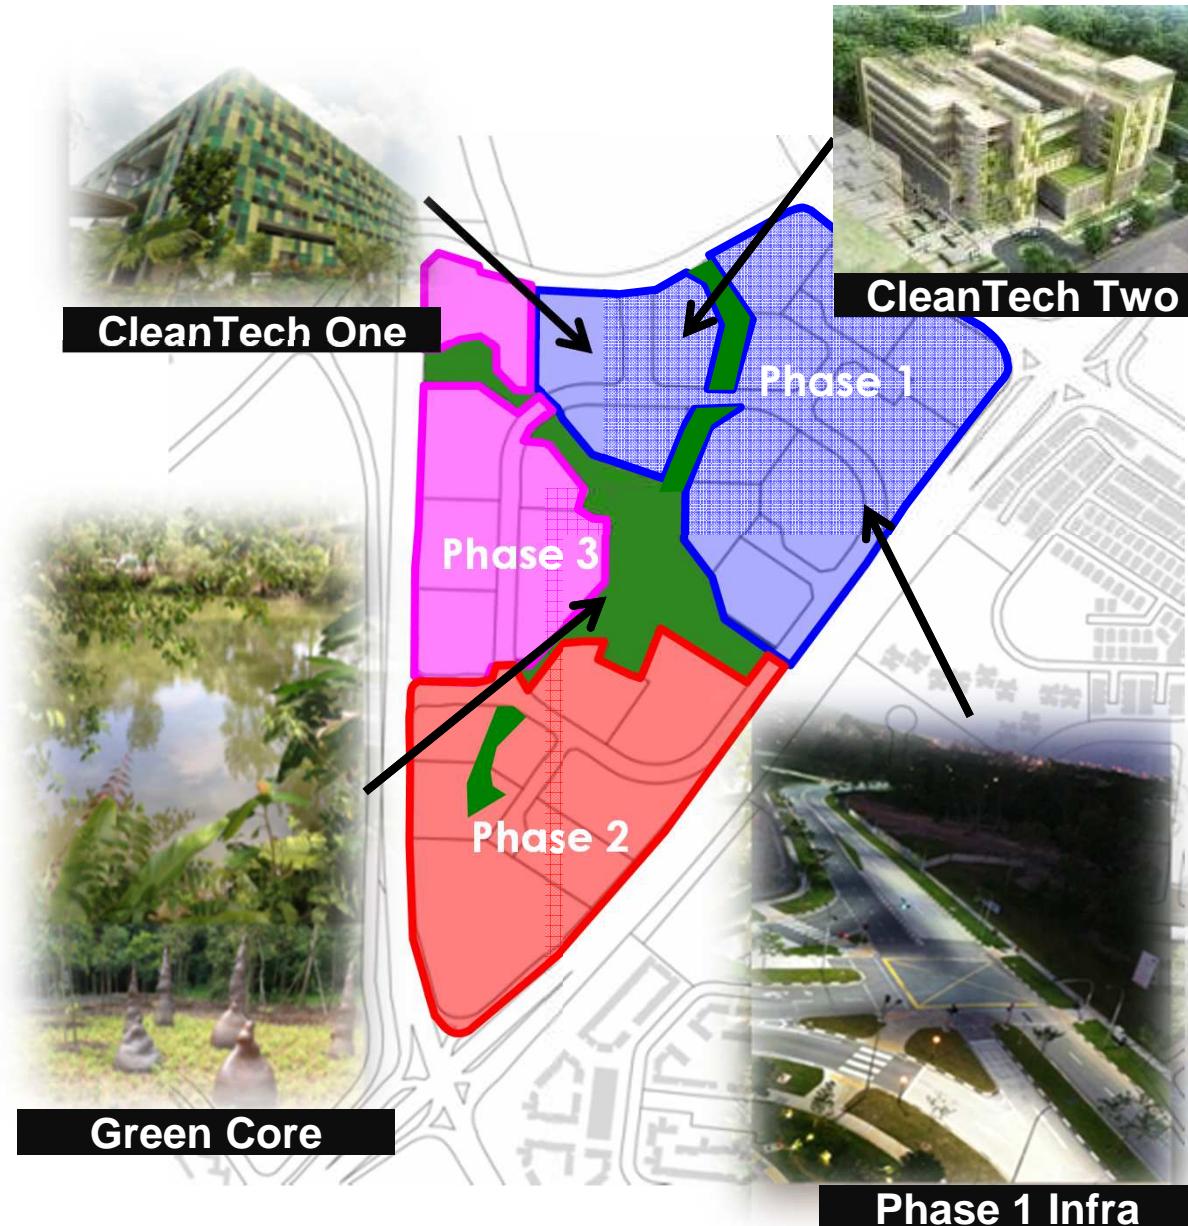 CleanTech Two
CleanTech One
Phase 1
Phase 3
Phase 2
Green Core
Phase 1 Infra